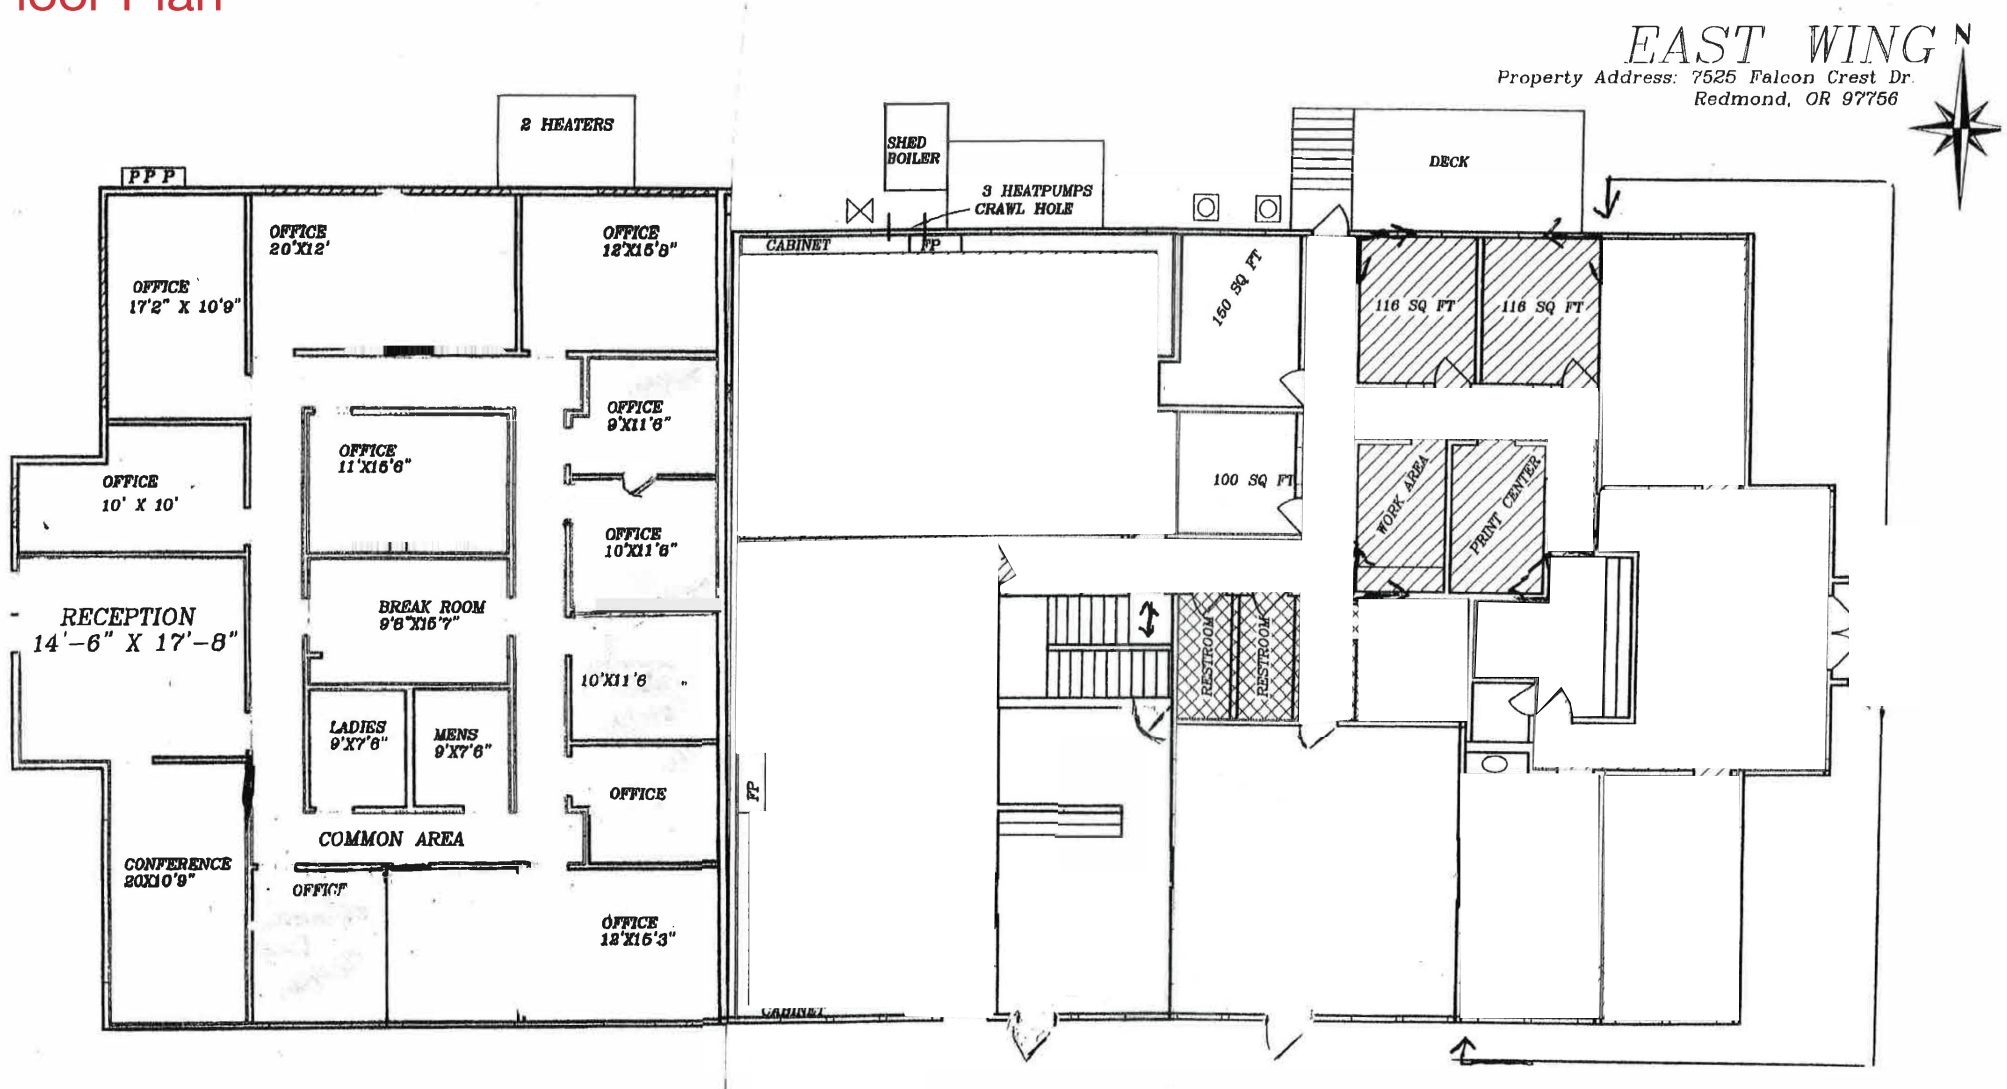 Floor Plan
EAST WING
N
Property Address: 7525 Falcon Crest Dr.
Redmond, OR 97756
2 HEATERS
SHED
BOILER
DECK
P P P
3 HEATPUMPS
CRAWL HOLE
OFFICE
20'X12'
OFFICE
12'X15'8"
CABINET
FP
150 SQ FT
OFFICE
17'2" X 10'9"
116 SQ FT
116 SQ FT
OFFICE
9'X11'6"
OFFICE
11'X15'6"
OFFICE
10' X 10'
100 SQ FT
WORK AREA
PRINT CENTER
OFFICE
10'X11'6"
RECEPTION
14'-6" X 17'-8"
BREAK ROOM
9'8"X15'7"
RESTROOM
RESTROOM
10'X11'6
"
LADIES
9'X7'6"
MENS
9'X7'6"
OFFICE
FP
COMMON AREA
CONFERENCE
20X10'9"
OFFICE
OFFICE
12'X15'3"
CABINET